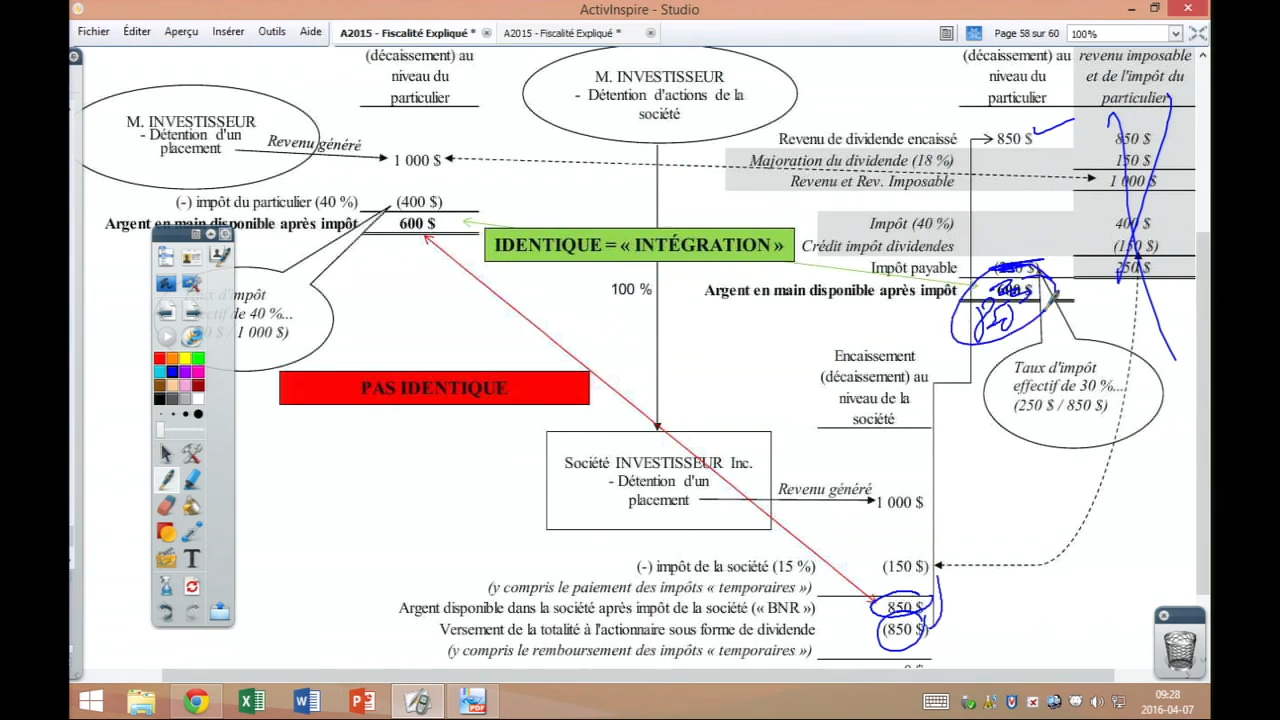 ActivInspire - Studio
Fichier Éditer Aperçu Insérer Outils Aide
A2015 - Fiscalité Expliqué *
A2015 - Fiscalité Expliqué *
Page 58 sur 60
100%
(décaissement) au
niveau du
particulier
M. INVESTISSEUR
- Détention d'un
placement
Revenu généré
1 000 $
(-) impôt du particulier (40 %)
(400 $)
Argent en main disponible après impôt
600 $
M. INVESTISSEUR
- Détention d'actions de la
société
(décaissement) au
niveau du
particulier
revenu imposable
et de l'impôt du
particulier
Revenu de dividende encaissé
850 $
850 $
Majoration du dividende (18 %)
150 $
Revenu et Rev. Imposable
1 000 $
Impôt (40 %)
400 $
Crédit impôt dividendes
(150 $)
Impôt payable
(250 $)
250 $
Argent en main disponible après impôt
850
IDENTIQUE = « INTÉGRATION »
100 %
effectif de 40 %...
$ / 1 000 $)
PAS IDENTIQUE
Encaissement
(décaissement) au
niveau de la
société
Taux d'impôt
effectif de 30 %...
(250 $ / 850 $)
Société INVESTISSEUR Inc.
- Détention d'un
placement
Revenu généré
1 000 $
(-) impôt de la société (15 %)
(150 $)
(y compris le paiement des impôts « temporaires »)
Argent disponible dans la société après impôt de la société (« BNR »)
850 $
Versement de la totalité à l'actionnaire sous forme de dividende
(850 $)
(y compris le remboursement des impôts « temporaires »)
09:28
2016-04-07